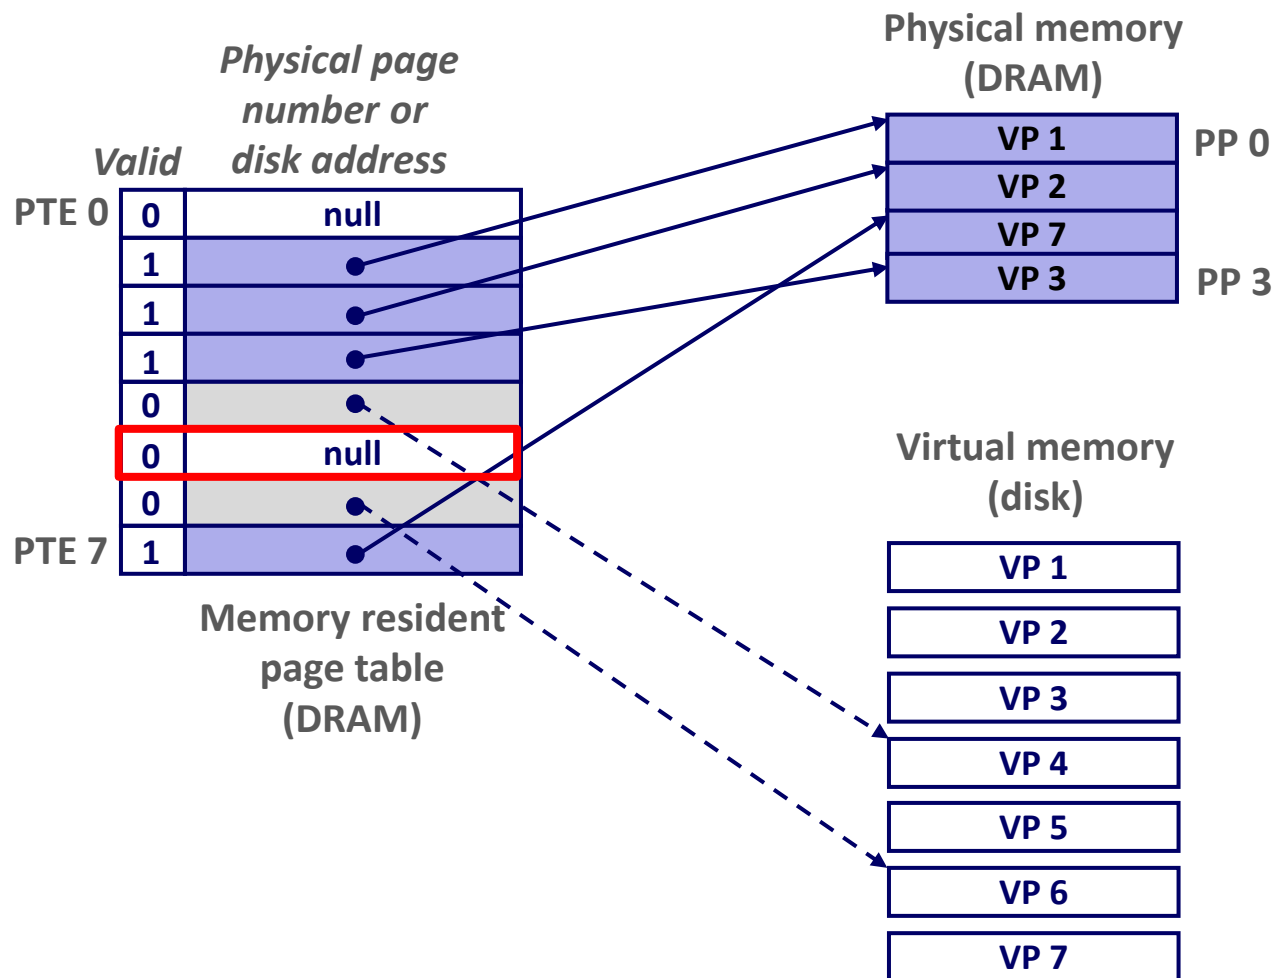 Physical memory
(DRAM)
Physical page
number or
disk address
Valid
VP 1
PP 0
VP 2
VP 7
VP 3
PP 3
PTE 0
0
null
1
1
1
0
0
null
0
PTE 7
1
Memory resident
page table
(DRAM)
Virtual memory
(disk)
VP 1
VP 2
VP 3
VP 4
VP 5
VP 6
VP 7